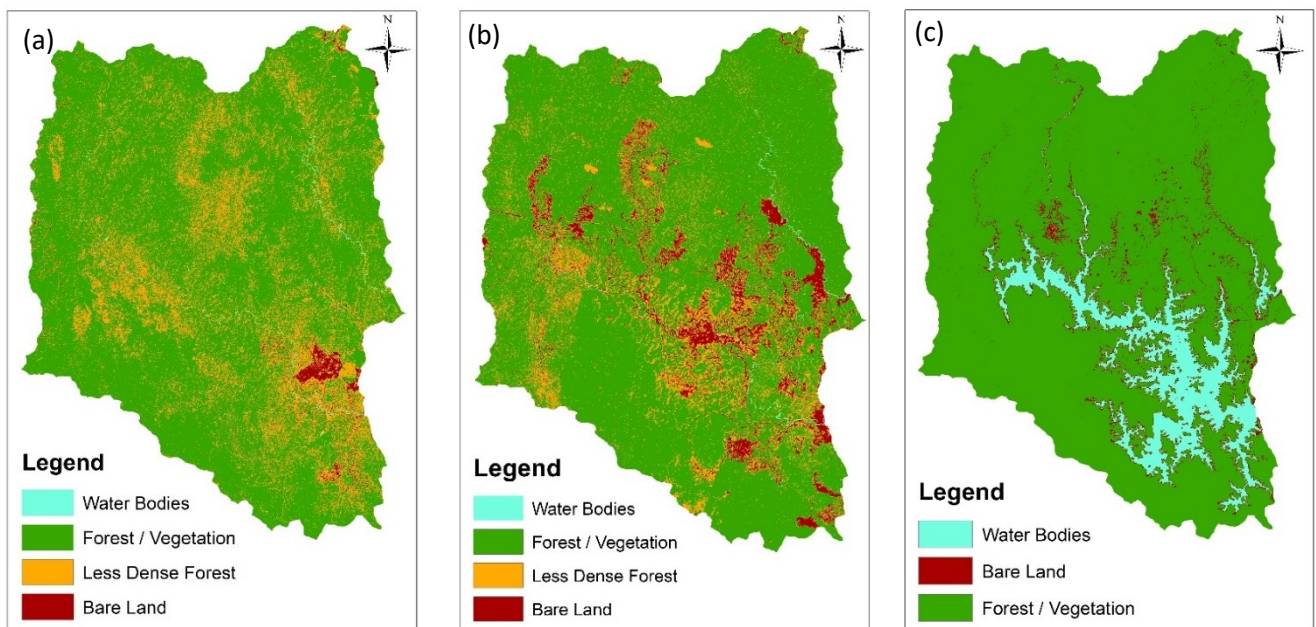 (a)
N
Legend
Water Bodies
Forest / Vegetation
Less Dense Forest
Bare Land
(b)
N
Legend
Water Bodies
Forest / Vegetation
Less Dense Forest
Bare Land
(c)
N
Legend
Water Bodies
Bare Land
Forest / Vegetation